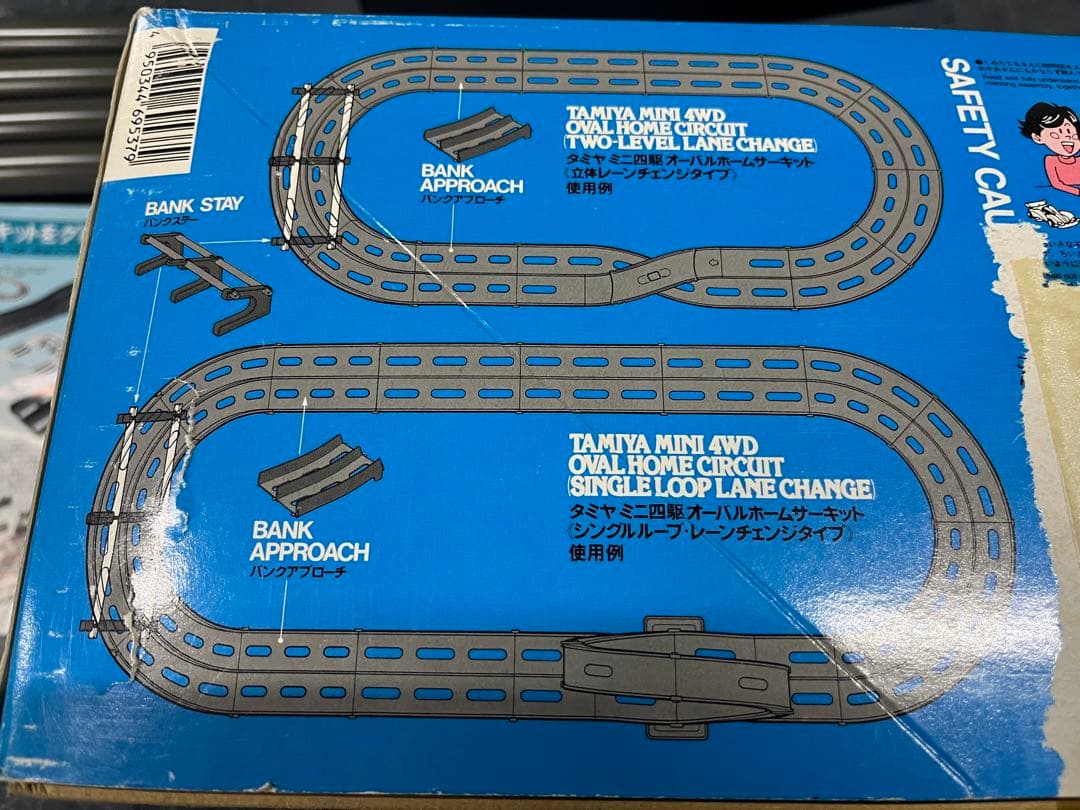 4 950344 695379
TAMIYA MINI 4WD
OVAL HOME CIRCUIT
(TWO-LEVEL LANE CHANGE)
タミヤ ミニ四駆 オーバルホームサーキット
(立体レーンチェンジタイプ)
使用例
BANK
APPROACH
バンクアプローチ
BANK STAY
バンクステー
SAFETY CAU
TAMIYA MINI 4WD
OVAL HOME CIRCUIT
(SINGLE LOOP LANE CHANGE)
タミヤ ミニ四駆 オーバルホームサーキット
(シングルループ・レーンチェンジタイプ)
使用例
BANK
APPROACH
バンクアプローチ